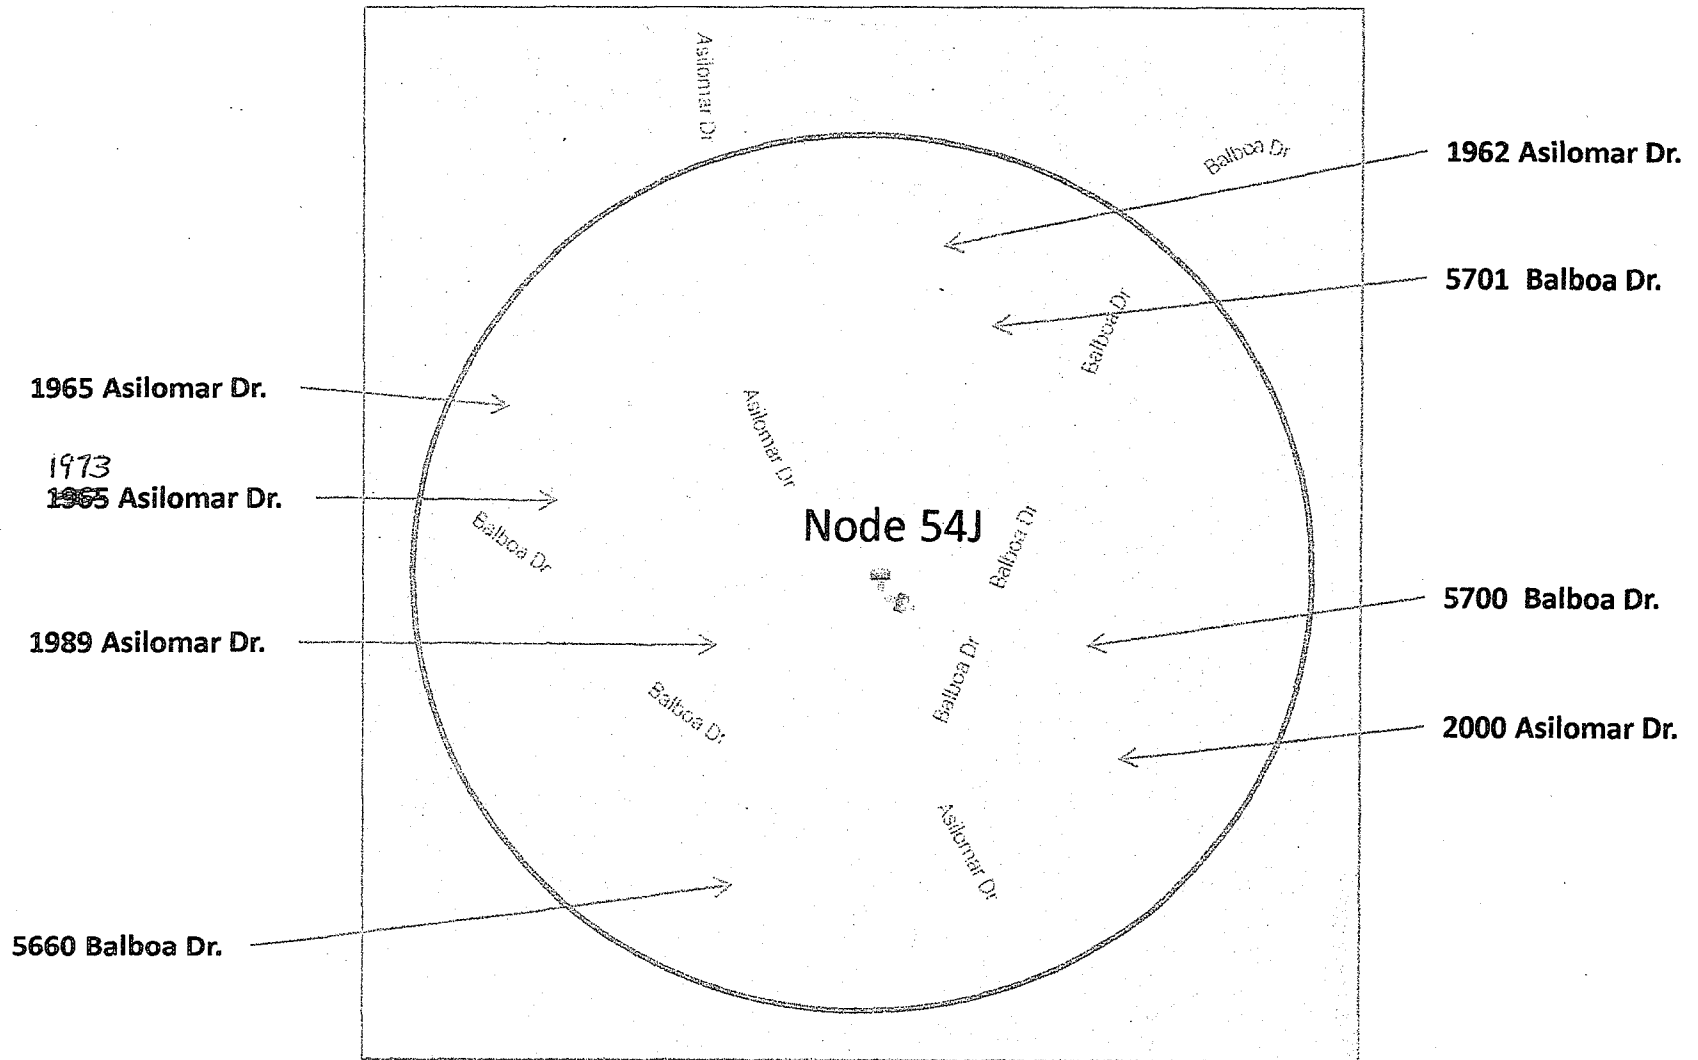 Asilomar Dr
Balboa Dr
1962 Asilomar Dr.
5701 Balboa Dr.
Balboa Dr
1965 Asilomar Dr.
Asilomar Dr
1973
1965 Asilomar Dr.
Balboa Dr
Node 54J
Balboa Dr
5700 Balboa Dr.
1989 Asilomar Dr.
Balboa Dr
Balboa Dr
2000 Asilomar Dr.
Asilomar Dr
5660 Balboa Dr.